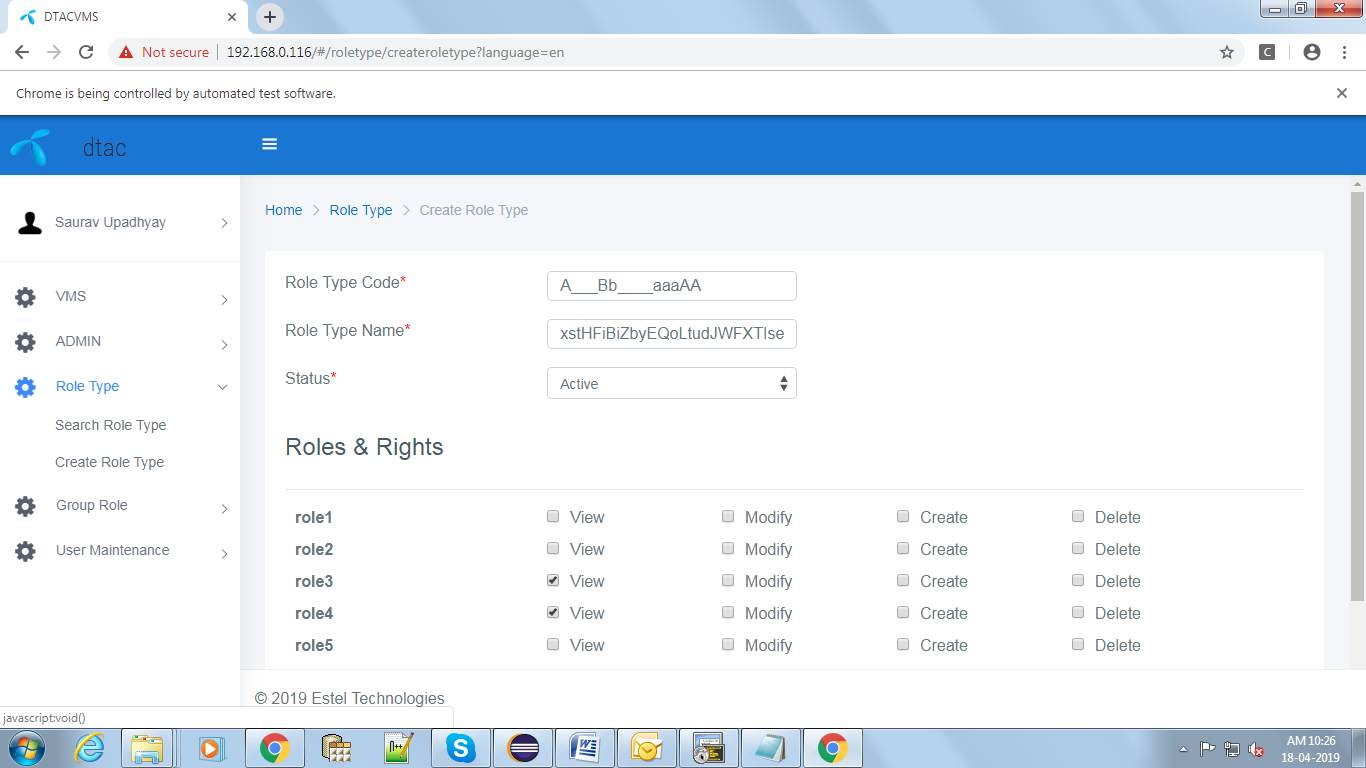 DTACVMS
Not secure 192.168.0.116/#/roletype/createroletype?language=en
C
Chrome is being controlled by automated test software.
dtac
Saurav Upadhyay
VMS
ADMIN
Role Type
Search Role Type
Create Role Type
Group Role
User Maintenance
Home Role Type Create Role Type
Role Type Code* A___Bb____aaaAA
Role Type Name* xstHFiBiZbyEQoLtudJWFXTlse
Status* Active
Roles & Rights
role1 View Modify Create Delete
role2 View Modify Create Delete
role3 View Modify Create Delete
role4 View Modify Create Delete
role5 View Modify Create Delete
© 2019 Estel Technologies
javascript:void()
AM 10:26
18-04-2019